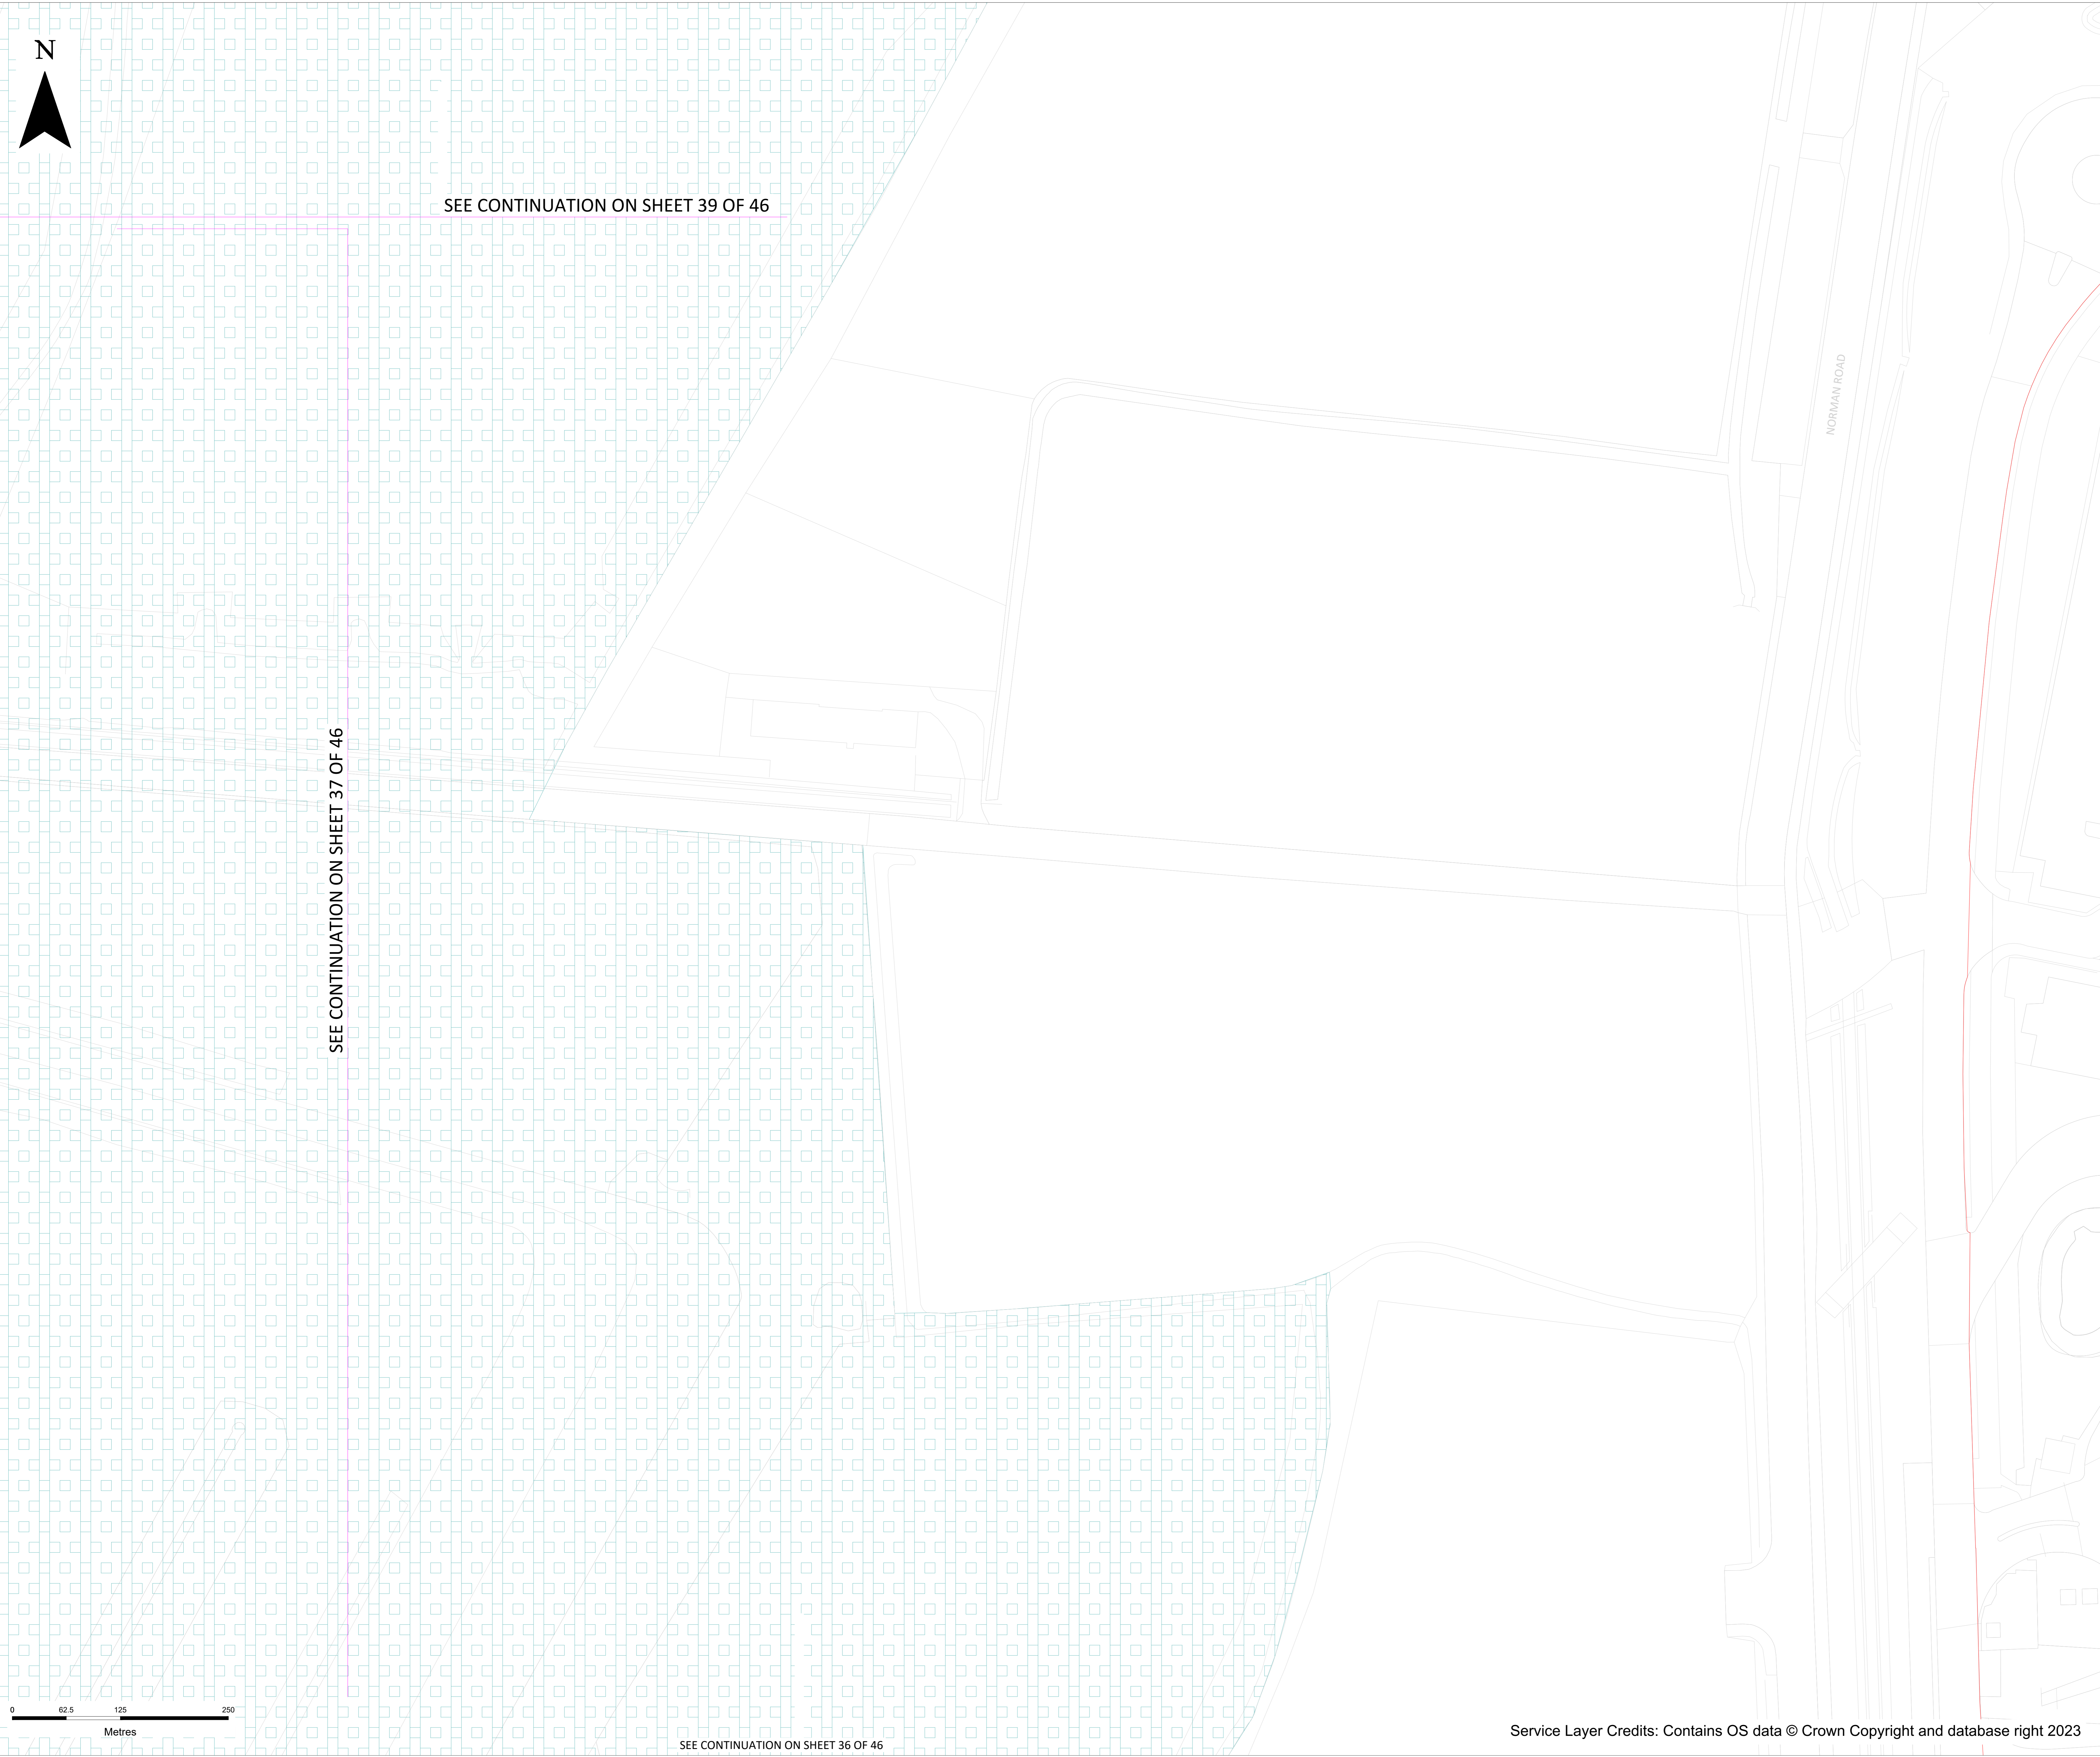 N
SEE CONTINUATION ON SHEET 39 OF 46
NORMAN ROAD
SEE CONTINUATION ON SHEET 37 OF 46
0 62.5 125 250
Metres
SEE CONTINUATION ON SHEET 36 OF 46
Service Layer Credits: Contains OS data © Crown Copyright and database right 2023